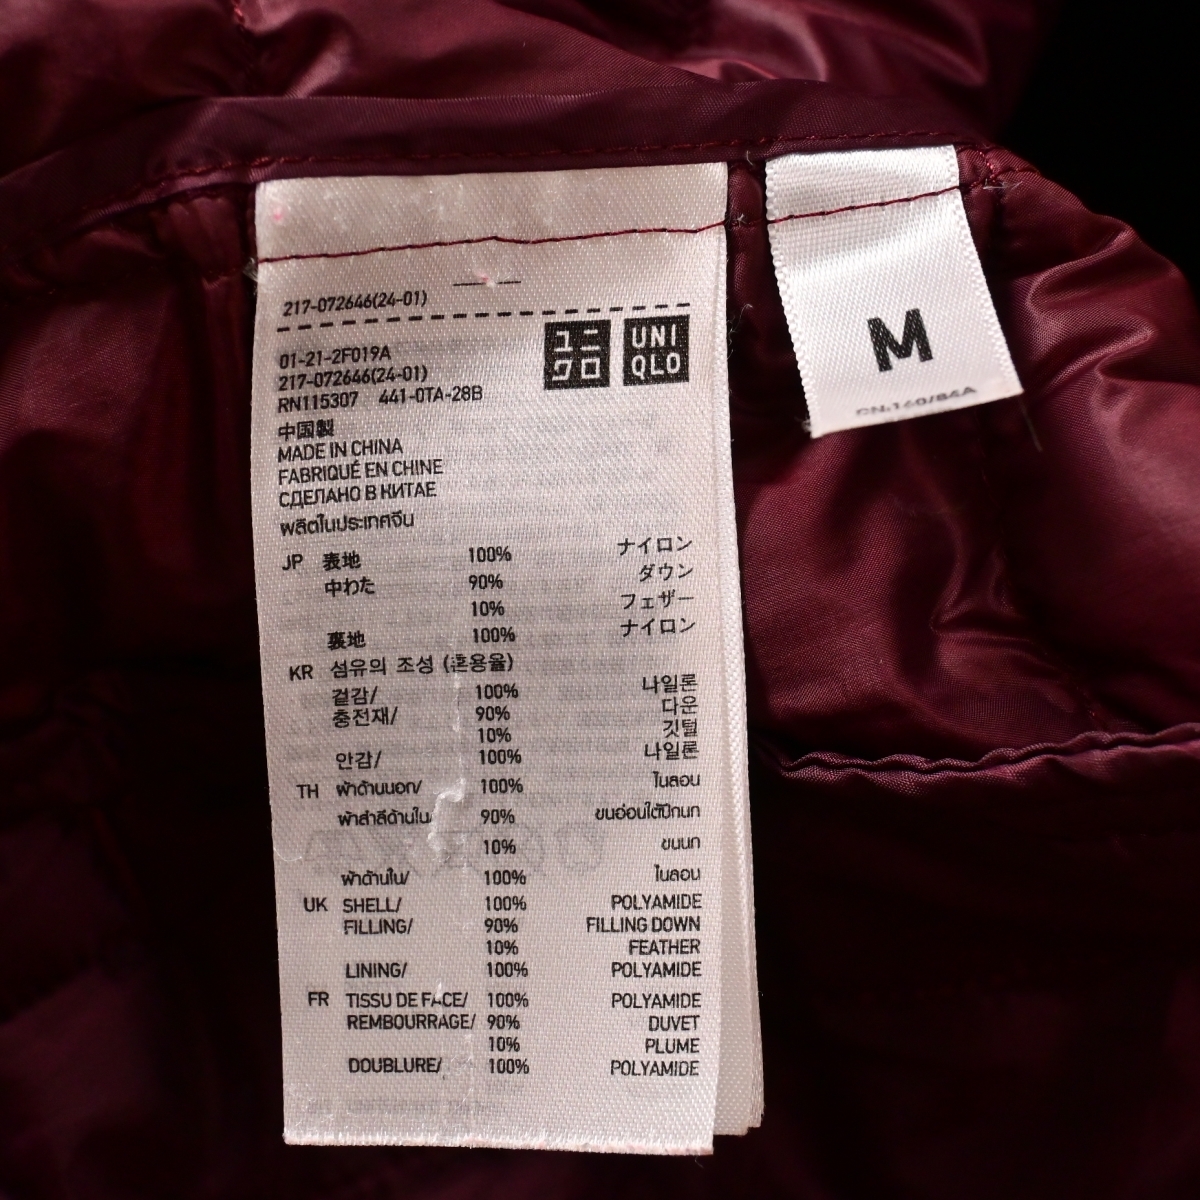 217-072646(24-01)
ユニクロ
UNIQLO
01-21-2F019A
217-072646(24-01)
RN115307 441-0TA-28B
中国製
MADE IN CHINA
FABRIQUÉ EN CHINE
СДЕЛАНО В КИТАЕ
ผลิตในประเทศจีน
JP 表地 100% ナイロン
中わた 90% ダウン
10% フェザー
裏地 100% ナイロン
KR 섬유의 조성 (혼용율)
겉감/ 100% 나일론
충전재/ 90% 다운
10% 깃털
안감/ 100% 나일론
TH ผ้าด้านนอก/ 100% ไนลอน
ผ้าสำลีด้านใน/ 90% ขนอ่อนใต้ปีกนก
10% ขนนก
ผ้าด้านใน/ 100% ไนลอน
UK SHELL/ 100% POLYAMIDE
FILLING/ 90% FILLING DOWN
10% FEATHER
LINING/ 100% POLYAMIDE
FR TISSU DE FACE/ 100% POLYAMIDE
REMBOURRAGE/ 90% DUVET
10% PLUME
DOUBLURE/ 100% POLYAMIDE
M
CN:160/84A